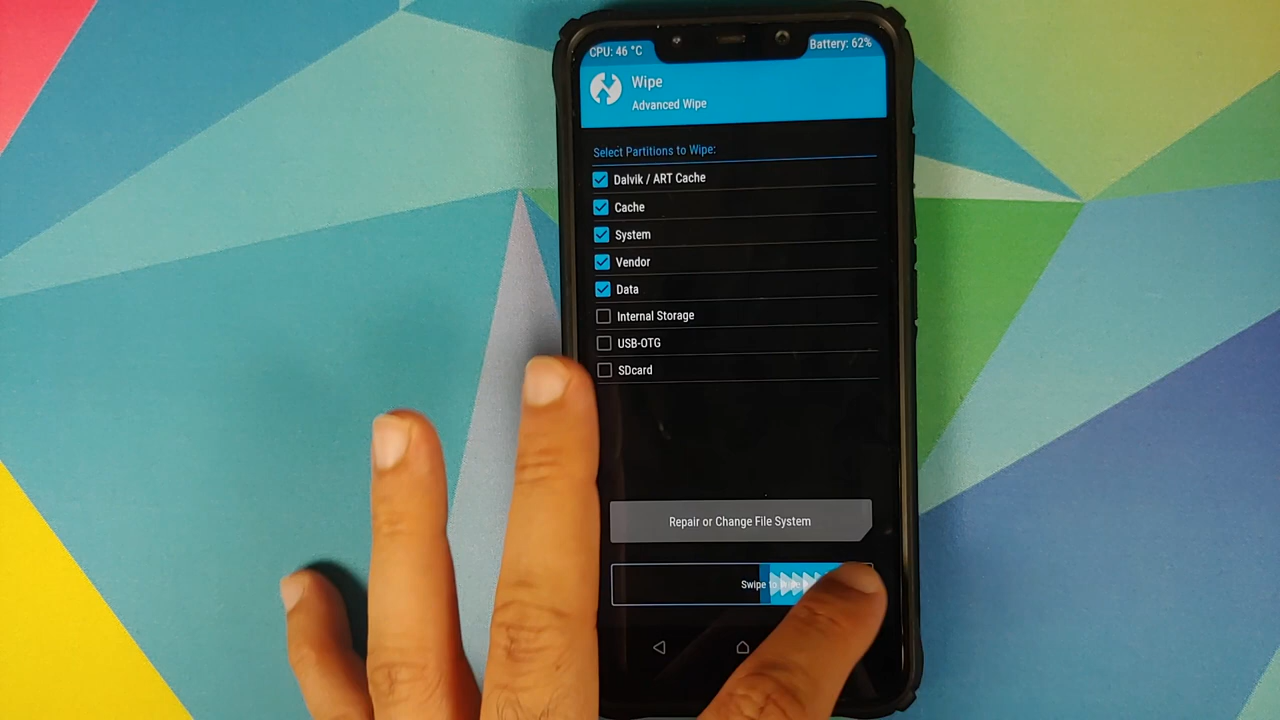 CPU: 46 °C
Battery: 62%
Wipe
Advanced Wipe
Select Partitions to Wipe:
Dalvik / ART Cache
Cache
System
Vendor
Data
Internal Storage
USB-OTG
SDcard
Repair or Change File System
Swipe to